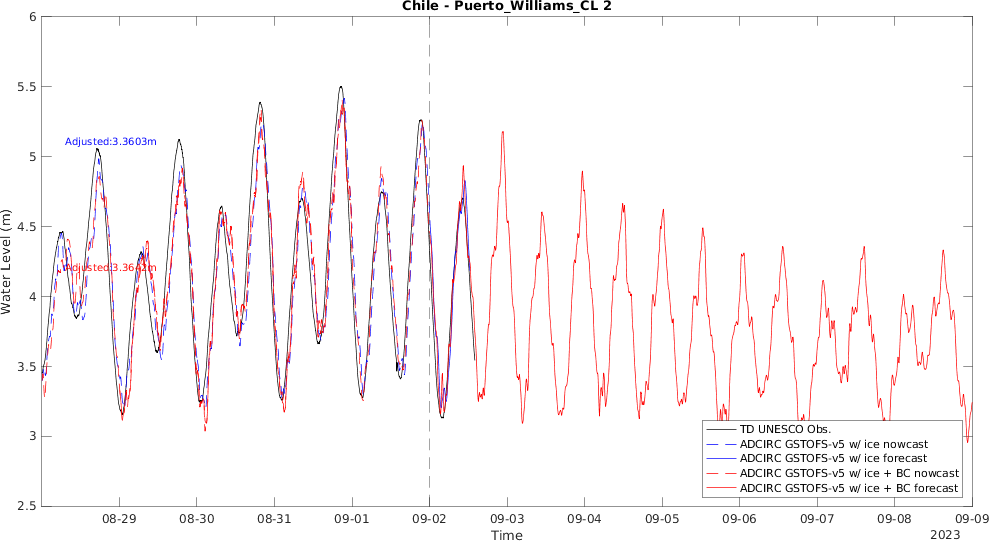 Chile - Puerto_Williams_CL 2
6
5.5
5
4.5
4
3.5
3
2.5
Water Level (m)
Adjusted:3.3603m
Adjusted:3.3642m
TD UNESCO Obs.
ADCIRC GSTOFS-v5 w/ ice nowcast
ADCIRC GSTOFS-v5 w/ ice forecast
ADCIRC GSTOFS-v5 w/ ice + BC nowcast
ADCIRC GSTOFS-v5 w/ ice + BC forecast
08-29 08-30 08-31 09-01 09-02 09-03 09-04 09-05 09-06 09-07 09-08 09-09
Time
2023